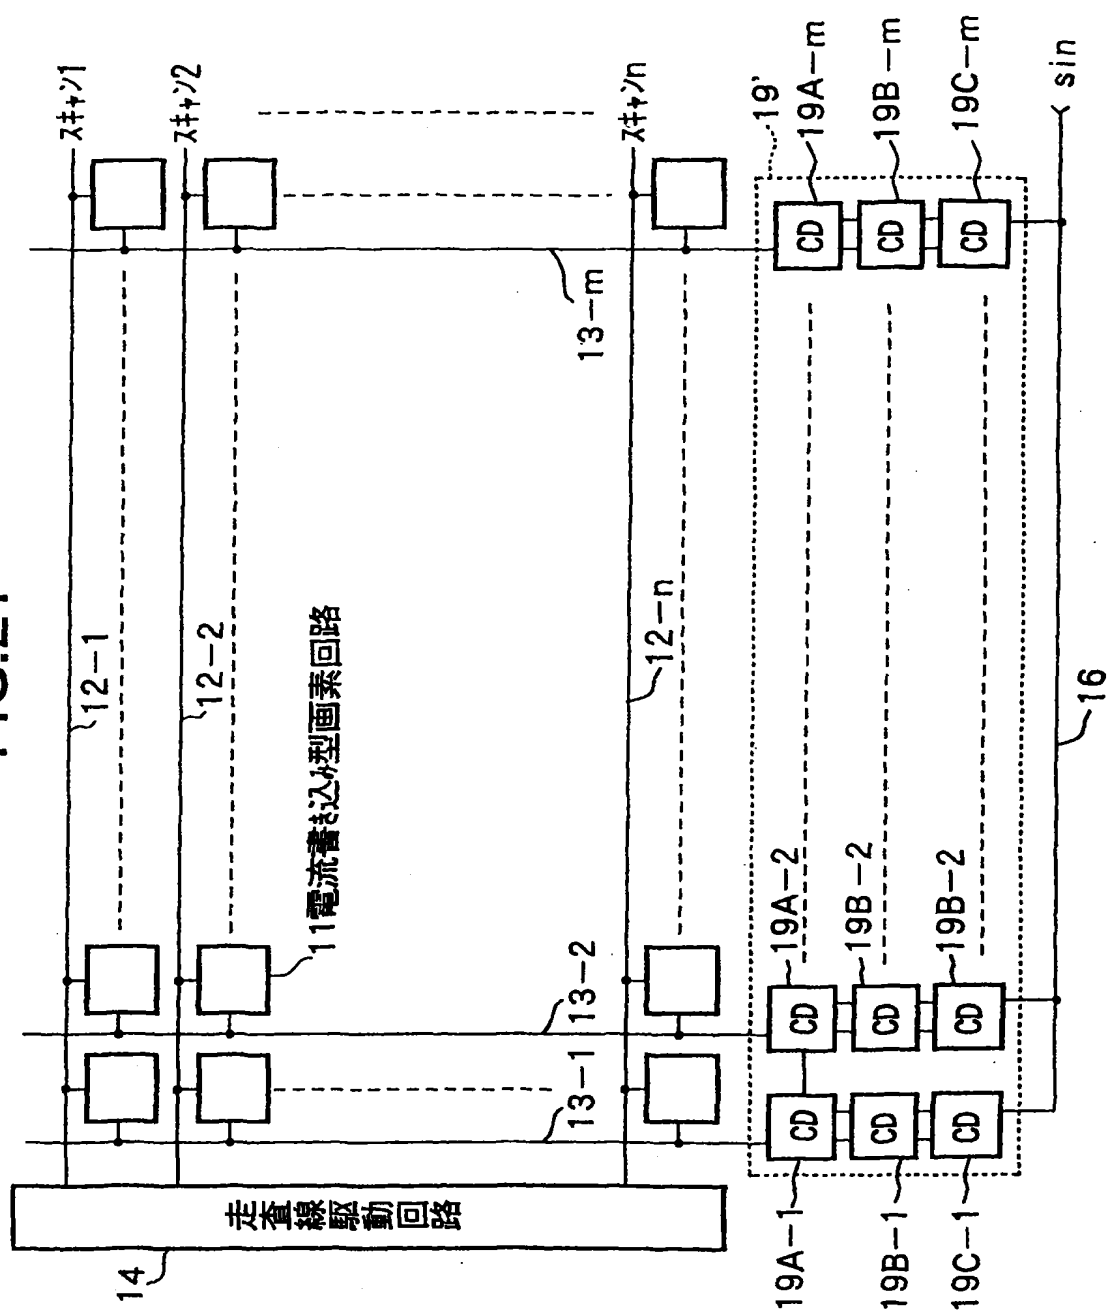 スキャン1
スキャン2
スキャンn
12-1
12-2
11電流書き込み型画素回路
12-n
13-m
13-2
13-1
走査線駆動回路
14
19'
19A-m
19B-m
19C-m
sin
CD
CD
CD
19A-2
19B-2
19B-2
CD
CD
CD
CD
CD
CD
19A-1
19B-1
19C-1
16